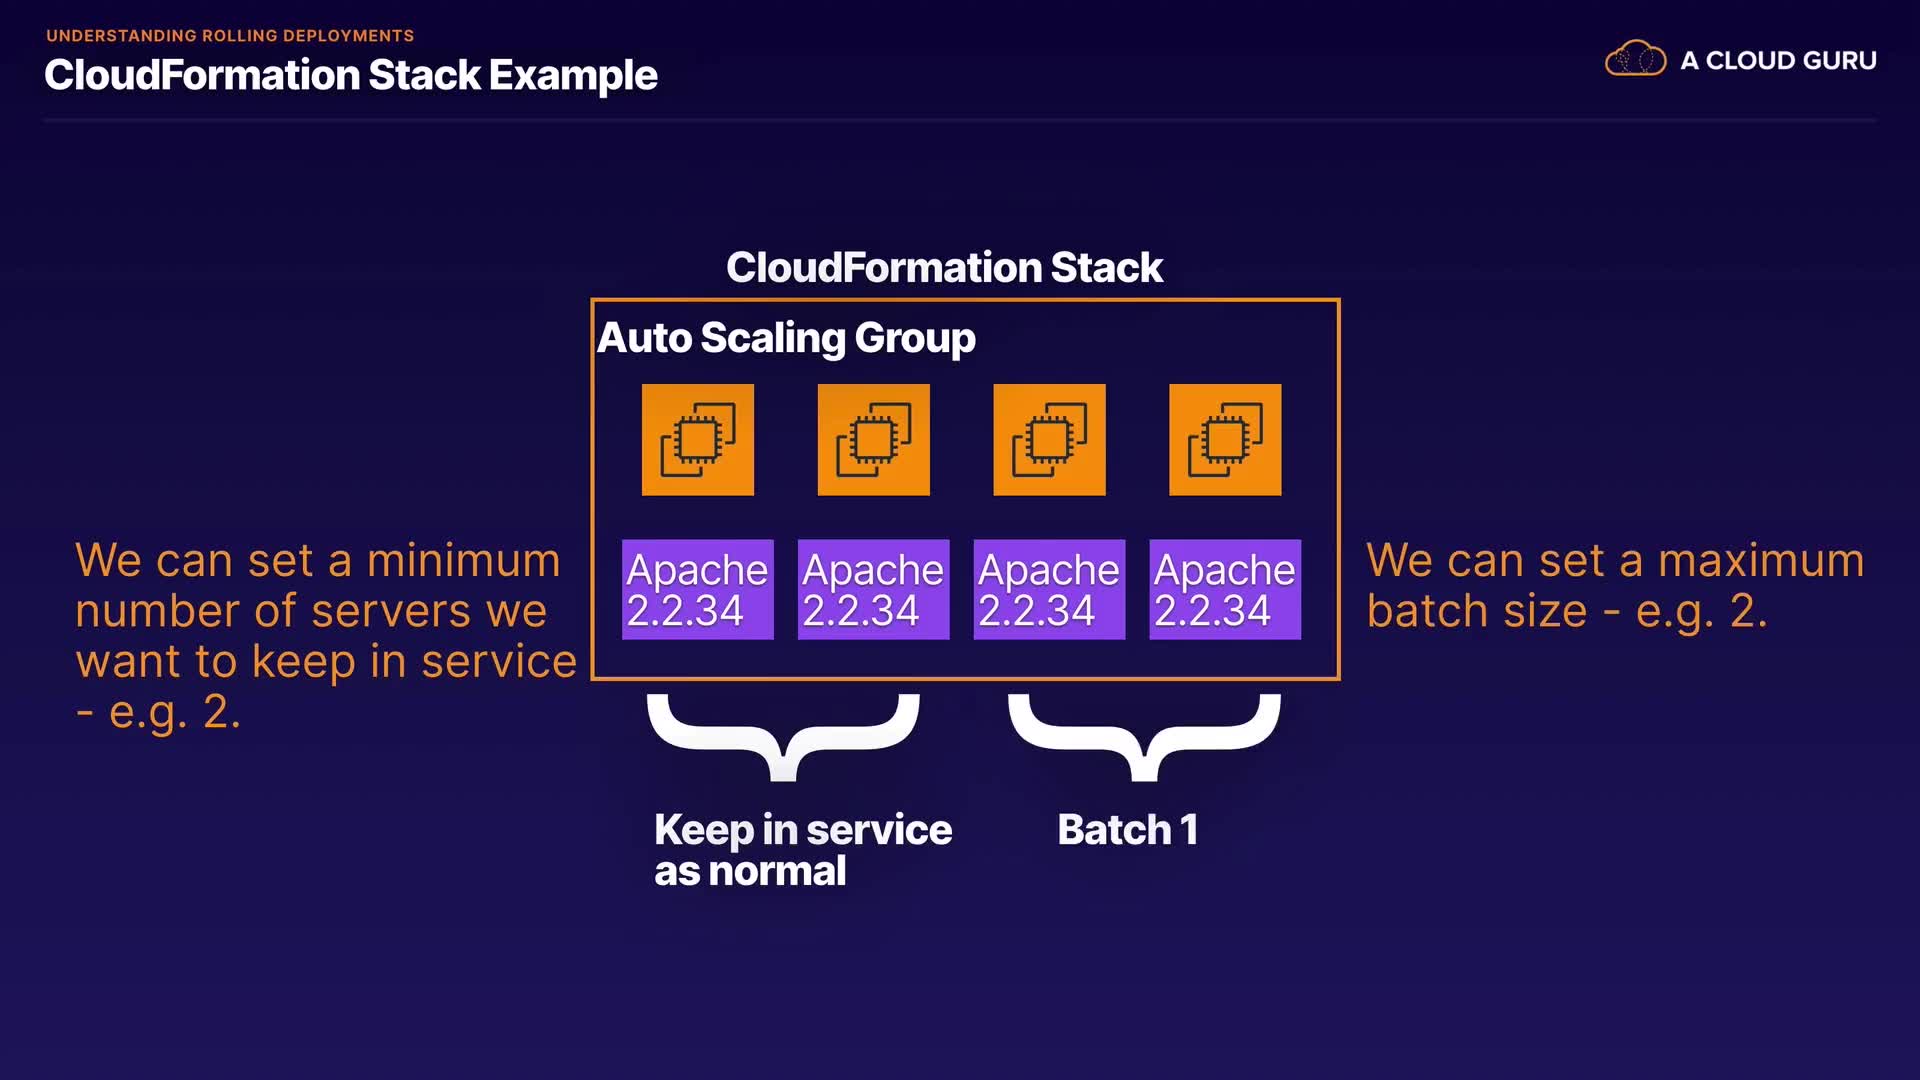 UNDERSTANDING ROLLING DEPLOYMENTS
CloudFormation Stack Example
A CLOUD GURU
CloudFormation Stack
Auto Scaling Group
We can set a minimum
number of servers we
want to keep in service
- e.g. 2.
Apache
2.2.34
Apache
2.2.34
Apache
2.2.34
Apache
2.2.34
We can set a maximum
batch size - e.g. 2.
Keep in service
as normal
Batch 1